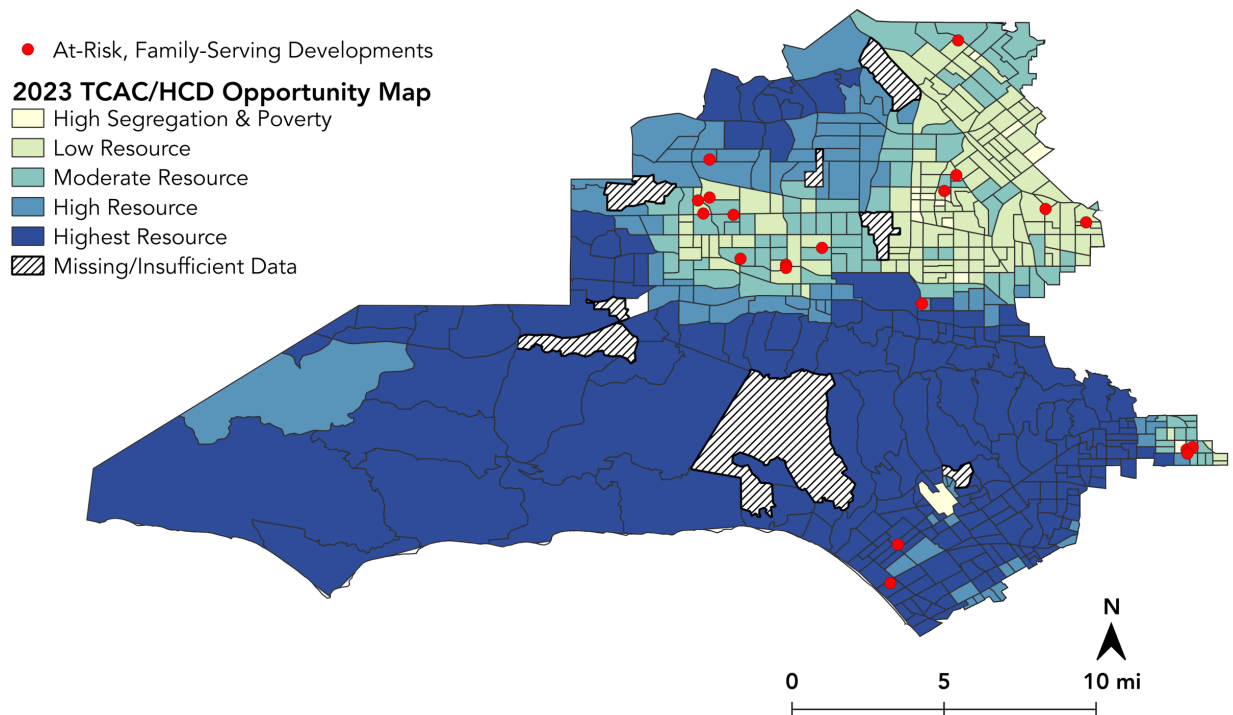 At-Risk, Family-Serving Developments
2023 TCAC/HCD Opportunity Map
High Segregation & Poverty
Low Resource
Moderate Resource
High Resource
Highest Resource
Missing/Insufficient Data
N
0 5 10 mi